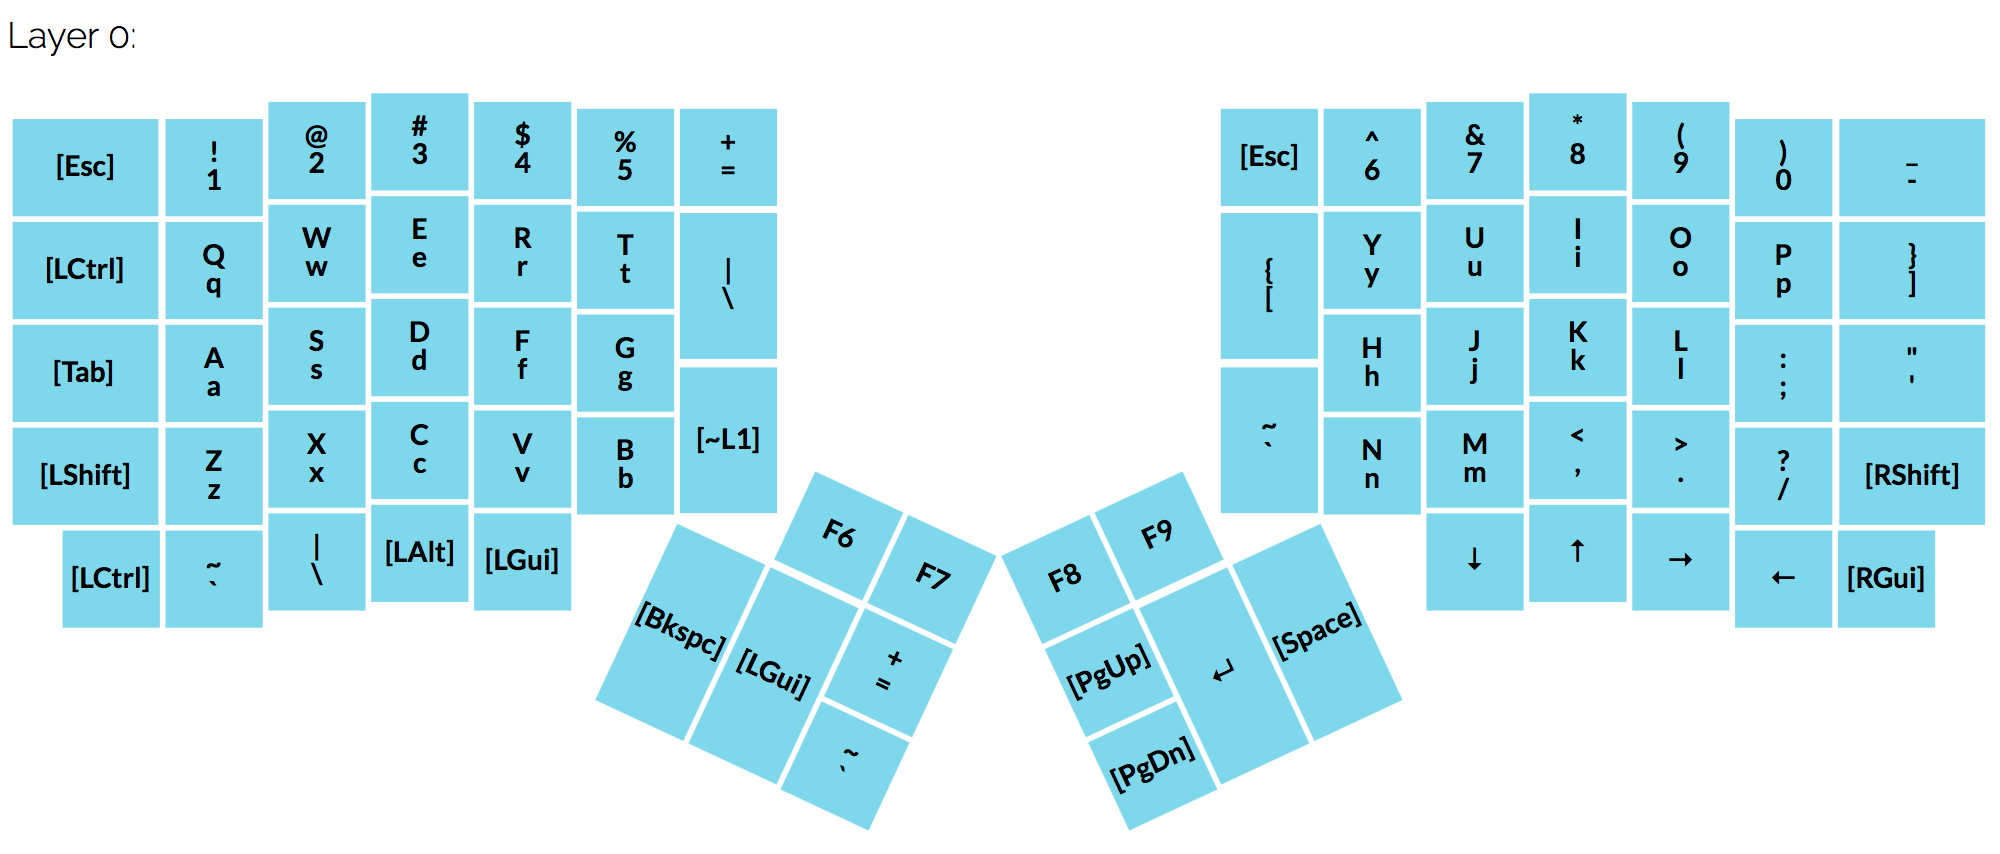 Layer 0:
[Esc] ! @ # $ % +
1 2 3 4 5 =
[Esc] ^ & * ( ) _
6 7 8 9 0 -
[LCtrl] Q W E R T |
q w e r t \
{ Y U I O P }
[ y u i o p ]
[Tab] A S D F G
a s d f g
H J K L : "
h j k l ; '
[LShift] Z X C V B [~L1]
z x c v b
~ N M < > ? [RShift]
` n m , . /
[LCtrl] ~ | [LAlt] [LGui]
` \
↓ ↑ → ← [RGui]
F6 F7
[Bkspc] [LGui] +
=
~
`
F8 F9
[PgUp] ↵ [Space]
[PgDn]